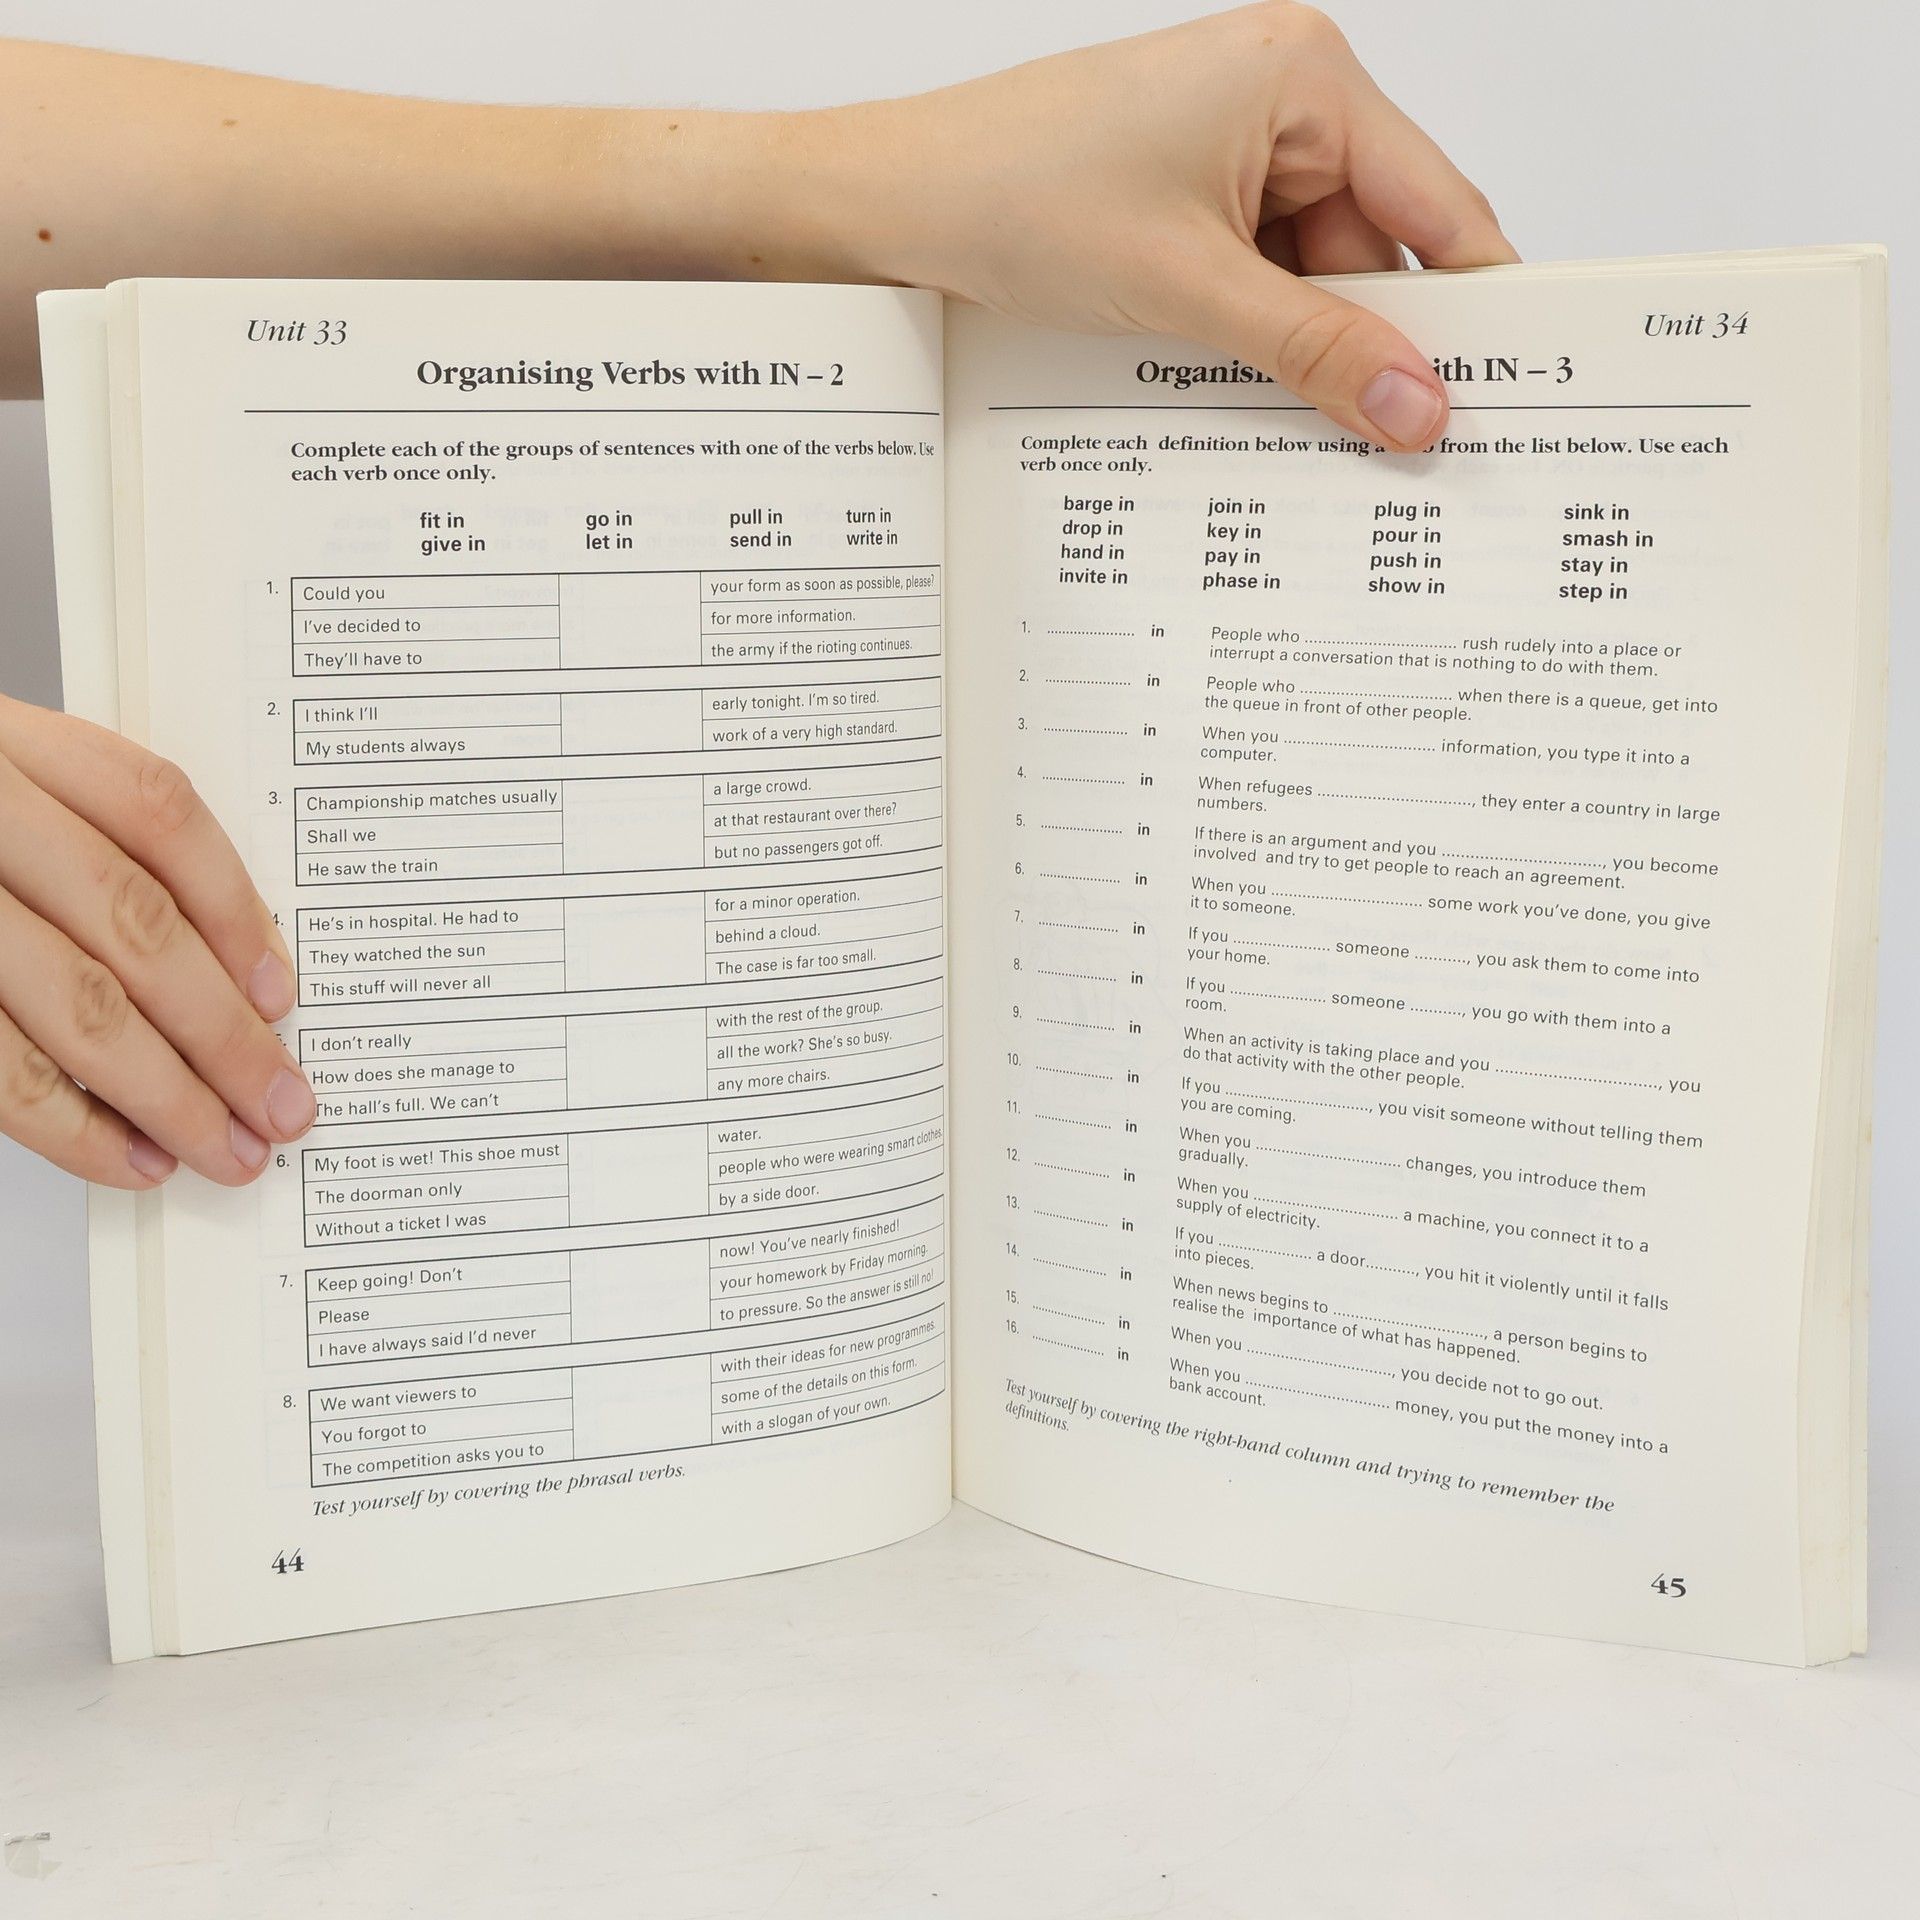 Unit 33
Organising Verbs with IN – 2
Complete each of the groups of sentences with one of the verbs below. Use
each verb once only.
fit in go in pull in turn in
give in let in send in write in
1. Could you your form as soon as possible, please?
I've decided to for more information.
They'll have to the army if the rioting continues.
2. I think I'll early tonight. I'm so tired.
My students always work of a very high standard.
3. Championship matches usually a large crowd.
Shall we at that restaurant over there?
He saw the train but no passengers got off.
4. He's in hospital. He had to for a minor operation.
They watched the sun behind a cloud.
This stuff will never all The case is far too small.
I don't really with the rest of the group.
How does she manage to all the work? She's so busy.
The hall's full. We can't any more chairs.
6. My foot is wet! This shoe must water.
The doorman only people who were wearing smart clothes.
Without a ticket I was by a side door.
7. Keep going! Don't now! You've nearly finished!
Please your homework by Friday morning.
I have always said I'd never to pressure. So the answer is still no!
8. We want viewers to with their ideas for new programmes.
You forgot to some of the details on this form.
The competition asks you to with a slogan of your own.
Test yourself by covering the phrasal verbs.
44
Unit 34
IN – 3
Complete each definition below using a from the list below. Use each
verb once only.
barge in join in plug in sink in
drop in key in pour in smash in
hand in pay in push in stay in
invite in phase in show in step in
1. .................... in People who .................... rush rudely into a place or
interrupt a conversation that is nothing to do with them.
2. .................... in People who .................... when there is a queue, get into
the queue in front of other people.
3. .................... in When you .................... information, you type it into a
computer.
4. .................... in When refugees ...................., they enter a country in large
numbers.
5. .................... in If there is an argument and you ...................., you become
involved and try to get people to reach an agreement.
6. .................... in When you .................... some work you've done, you give
it to someone.
7. .................... in If you .................... someone .........., you ask them to come into
your home.
8. .................... in If you .................... someone .........., you go with them into a
room.
9. .................... in When an activity is taking place and you ...................., you
do that activity with the other people.
10. .................... in If you ...................., you visit someone without telling them
you are coming.
11. .................... in When you .................... changes, you introduce them
gradually.
12. .................... in When you .................... a machine, you connect it to a
supply of electricity.
13. .................... in If you .................... a door.........., you hit it violently until it falls
into pieces.
14. .................... in When news begins to ...................., a person begins to
realise the importance of what has happened.
15. .................... in When you ...................., you decide not to go out.
16. .................... in When you .................... money, you put the money into a
bank account.
Test yourself by covering the right-hand column and trying to remember the
definitions.
45